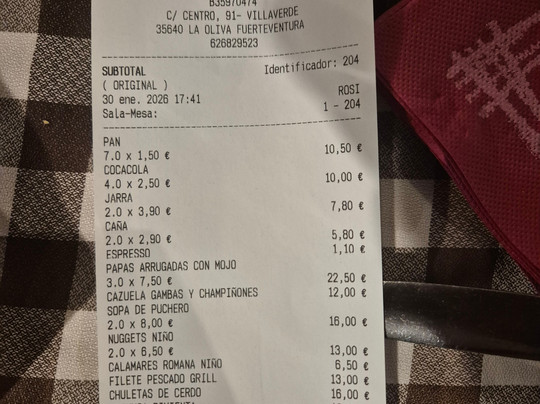 B35970474
C/ CENTRO, 91- VILLAVERDE
35640 LA OLIVA FUERTEVENTURA
626829523
SUBTOTAL Identificador: 204
( ORIGINAL )
30 ene. 2026 17:41 ROSI
Sala-Mesa: 1 - 204
PAN
7.0 x 1,50 € 10,50 €
COCACOLA
4.0 x 2,50 € 10,00 €
JARRA
2.0 x 3,90 € 7,80 €
CAÑA
2.0 x 2,90 € 5,80 €
ESPRESSO 1,10 €
PAPAS ARRUGADAS CON MOJO
3.0 x 7,50 € 22,50 €
CAZUELA GAMBAS Y CHAMPIÑONES 12,00 €
SOPA DE PUCHERO
2.0 x 8,00 € 16,00 €
NUGGETS NIÑO
2.0 x 6,50 € 13,00 €
CALAMARES ROMANA NIÑO 6,50 €
FILETE PESCADO GRILL 13,00 €
CHULETAS DE CERDO 16,00 €